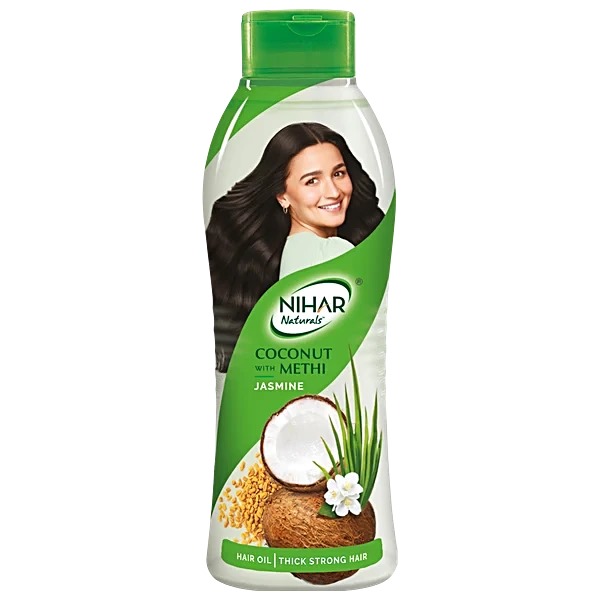 NIHAR®
Naturals
COCONUT
WITH METHI
JASMINE
HAIR OIL | THICK STRONG HAIR